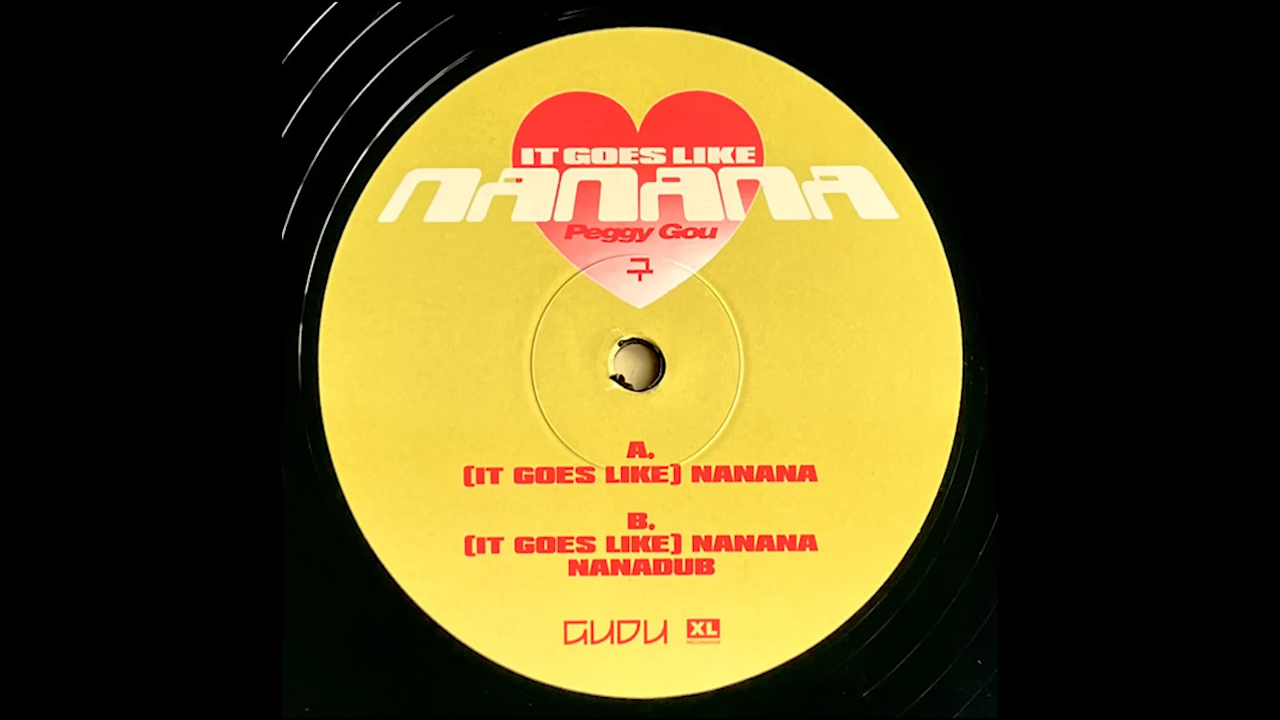 IT GOES LIKE
NANANA
Peggy Gou
구
A.
(IT GOES LIKE) NANANA
B.
(IT GOES LIKE) NANANA
NANADUB
GUDU XL